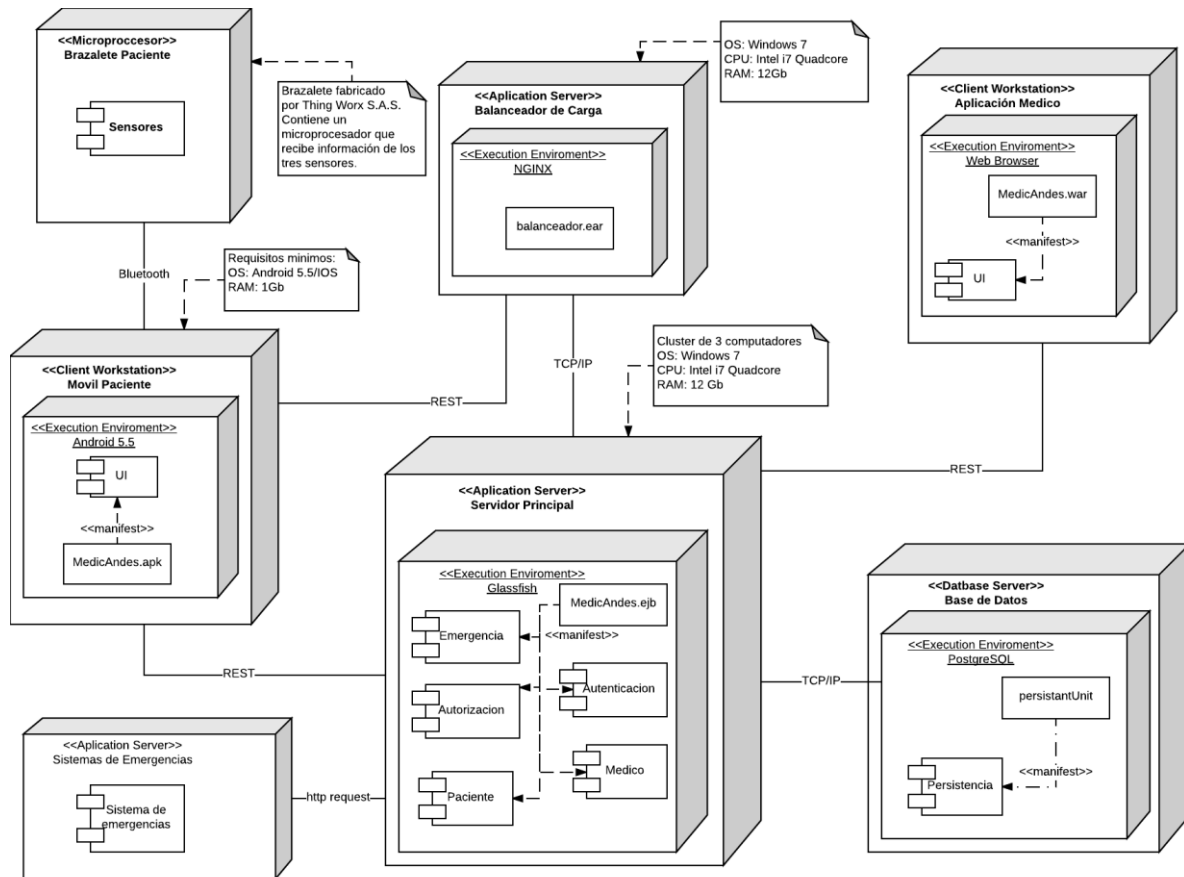 <<Microproccesor>>
Brazalete Paciente
Sensores
Brazalete fabricado
por Thing Worx S.A.S.
Contiene un
microprocesador que
recibe información de los
tres sensores.
<<Aplication Server>>
Balanceador de Carga
<<Execution Enviroment>>
NGINX
balanceador.ear
OS: Windows 7
CPU: Intel i7 Quadcore
RAM: 12Gb
<<Client Workstation>>
Aplicación Medico
<<Execution Enviroment>>
Web Browser
MedicAndes.war
<<manifest>>
UI
Bluetooth
Requisitos minimos:
OS: Android 5.5/IOS
RAM: 1Gb
<<Client Workstation>>
Movil Paciente
<<Execution Enviroment>>
Android 5.5
UI
<<manifest>>
MedicAndes.apk
REST
TCP/IP
Cluster de 3 computadores
OS: Windows 7
CPU: Intel i7 Quadcore
RAM: 12 Gb
REST
<<Aplication Server>>
Servidor Principal
<<Execution Enviroment>>
Glassfish
MedicAndes.ejb
<<manifest>>
Emergencia
Autenticacion
Autorizacion
Medico
Paciente
REST
TCP/IP
<<Datbase Server>>
Base de Datos
<<Execution Enviroment>>
PostgreSQL
persistantUnit
<<manifest>>
Persistencia
<<Aplication Server>>
Sistemas de Emergencias
Sistema de
emergencias
http request